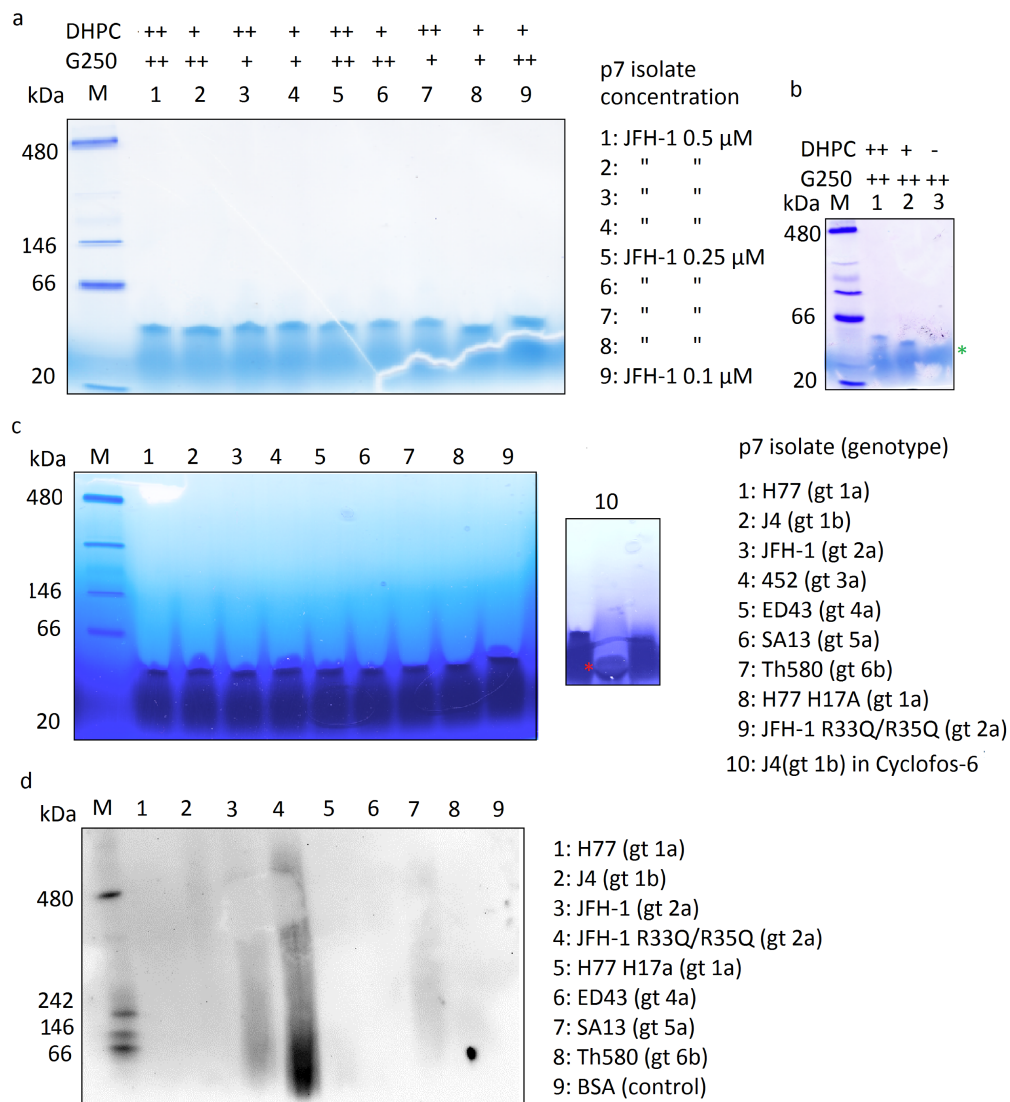 a
DHPC ++ + ++ + ++ + ++ + +
G250 ++ ++ + + ++ ++ + + ++
kDa M 1 2 3 4 5 6 7 8 9
480
146
66
20
p7 isolate
concentration
1: JFH-1 0.5 µM
2: " "
3: " "
4: " "
5: JFH-1 0.25 µM
6: " "
7: " "
8: " "
9: JFH-1 0.1 µM
b
DHPC ++ + -
G250 ++ ++ ++
kDa M 1 2 3
480
66
20
*
c
kDa M 1 2 3 4 5 6 7 8 9
480
146
66
20
10
*
p7 isolate (genotype)
1: H77 (gt 1a)
2: J4 (gt 1b)
3: JFH-1 (gt 2a)
4: 452 (gt 3a)
5: ED43 (gt 4a)
6: SA13 (gt 5a)
7: Th580 (gt 6b)
8: H77 H17A (gt 1a)
9: JFH-1 R33Q/R35Q (gt 2a)
10: J4(gt 1b) in Cyclofos-6
d
kDa M 1 2 3 4 5 6 7 8 9
480
242
146
66
1: H77 (gt 1a)
2: J4 (gt 1b)
3: JFH-1 (gt 2a)
4: JFH-1 R33Q/R35Q (gt 2a)
5: H77 H17a (gt 1a)
6: ED43 (gt 4a)
7: SA13 (gt 5a)
8: Th580 (gt 6b)
9: BSA (control)